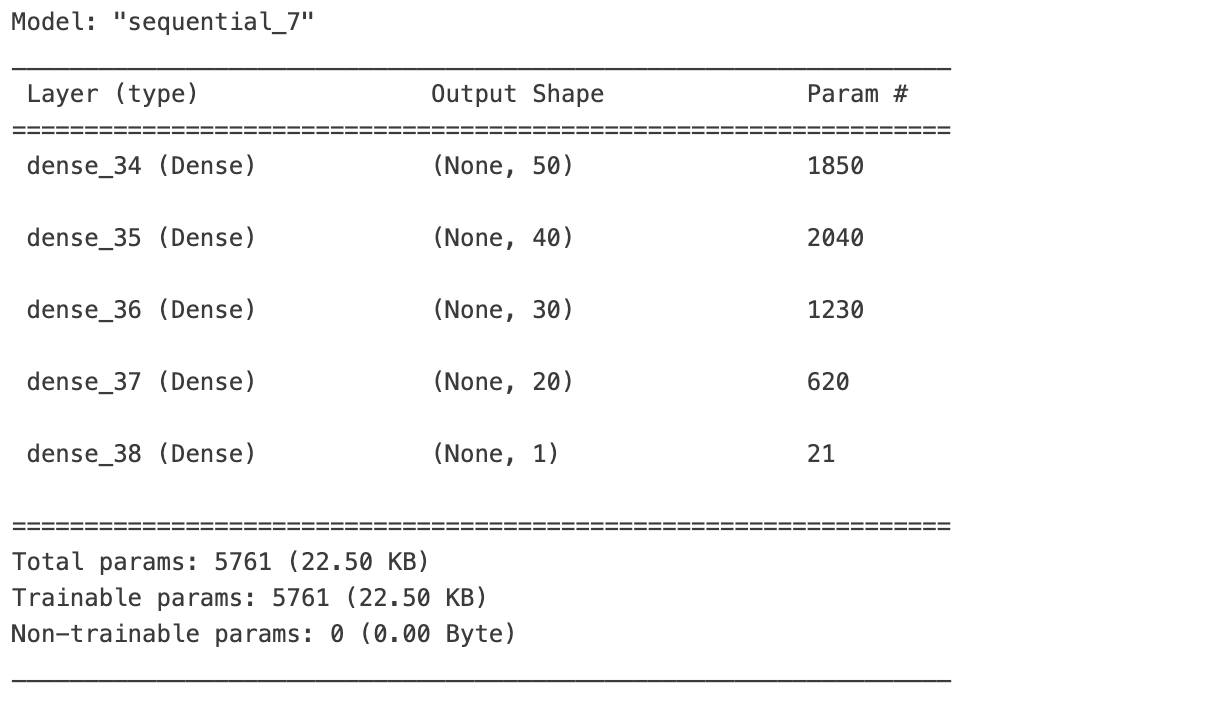 Model: "sequential_7"
_________________________________________________________________
Layer (type) Output Shape Param #
=================================================================
dense_34 (Dense) (None, 50) 1850
dense_35 (Dense) (None, 40) 2040
dense_36 (Dense) (None, 30) 1230
dense_37 (Dense) (None, 20) 620
dense_38 (Dense) (None, 1) 21
=================================================================
Total params: 5761 (22.50 KB)
Trainable params: 5761 (22.50 KB)
Non-trainable params: 0 (0.00 Byte)
_________________________________________________________________